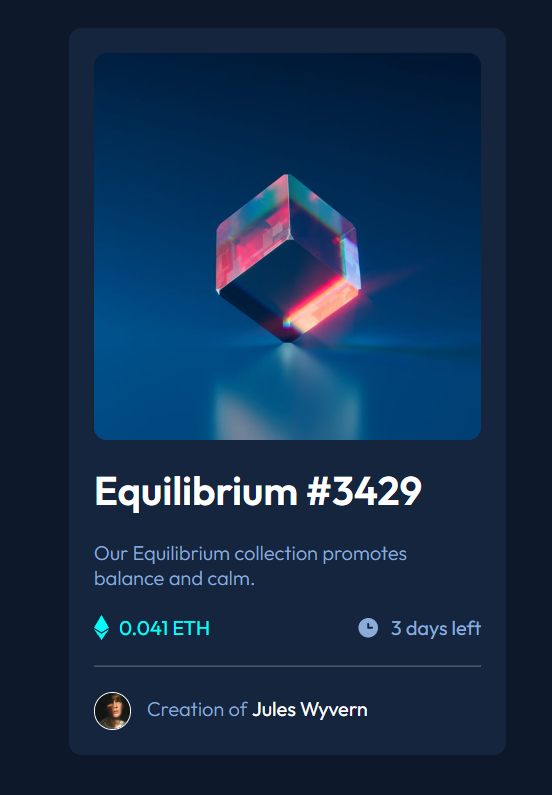 Equilibrium #3429
Our Equilibrium collection promotes
balance and calm.
0.041 ETH
3 days left
Creation of Jules Wyvern